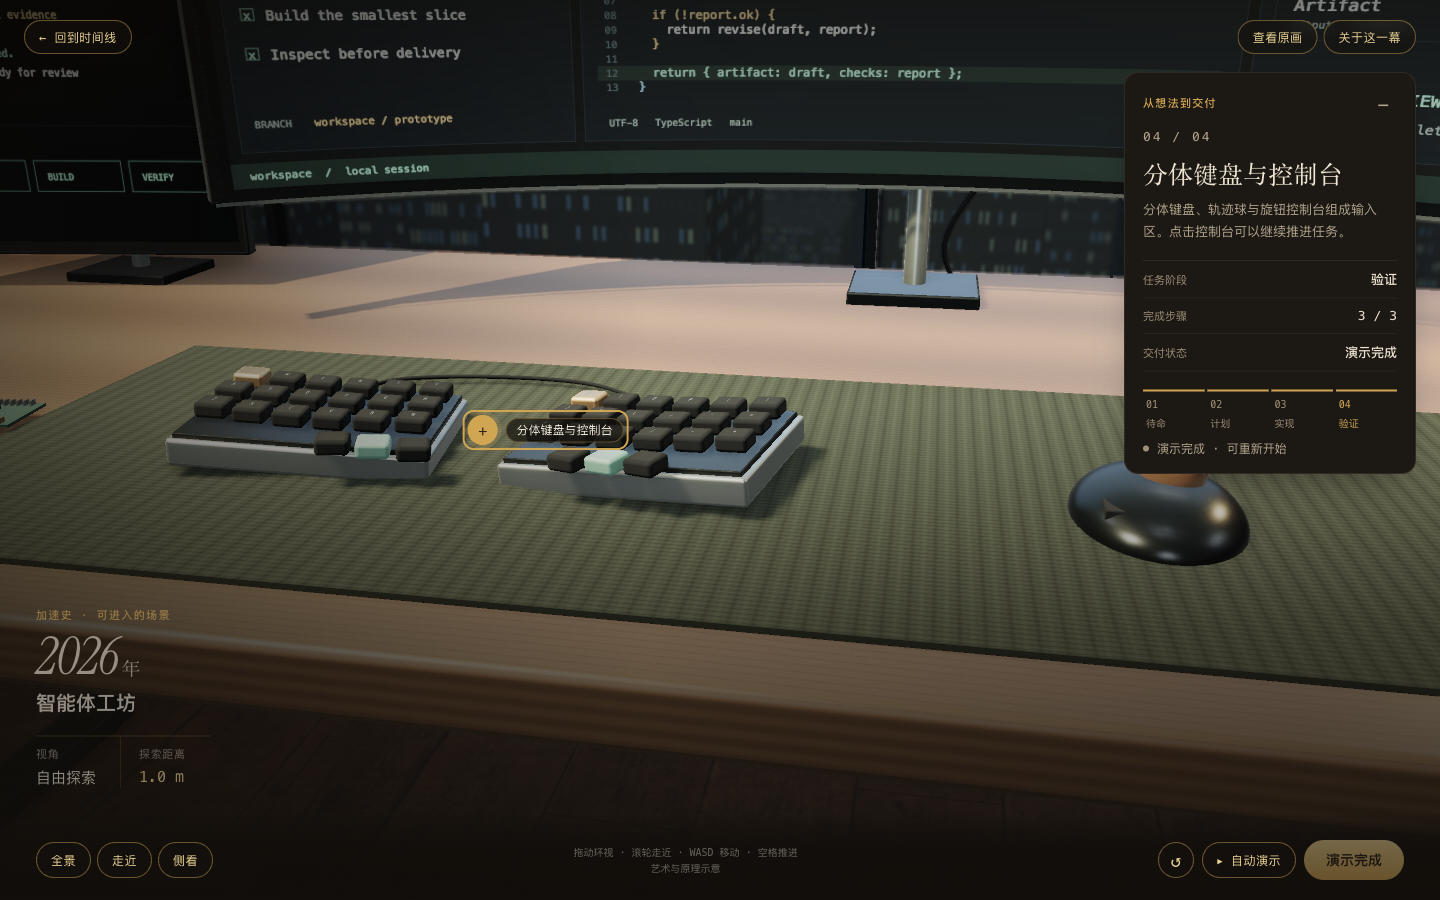 evidence
← 回到时间线
d.
dy for review
BUILD
VERIFY
x Build the smallest slice
x Inspect before delivery
BRANCH workspace / prototype
workspace / local session
08 if (!report.ok) {
09 return revise(draft, report);
10 }
11
12 return { artifact: draft, checks: report };
13 }
UTF-8 TypeScript main
Artifact
查看原画
关于这一幕
从想法到交付
—
04 / 04
分体键盘与控制台
分体键盘、轨迹球与旋钮控制台组成输入
区。点击控制台可以继续推进任务。
任务阶段 验证
完成步骤 3 / 3
交付状态 演示完成
01 02 03 04
待命 计划 实现 验证
演示完成 · 可重新开始
+ 分体键盘与控制台
加速史 · 可进入的场景
2026年
智能体工坊
视角 探索距离
自由探索 1.0 m
全景 走近 侧看
拖动环视 · 滚轮走近 · WASD 移动 · 空格推进
艺术与原理示意
↺ ▸ 自动演示 演示完成